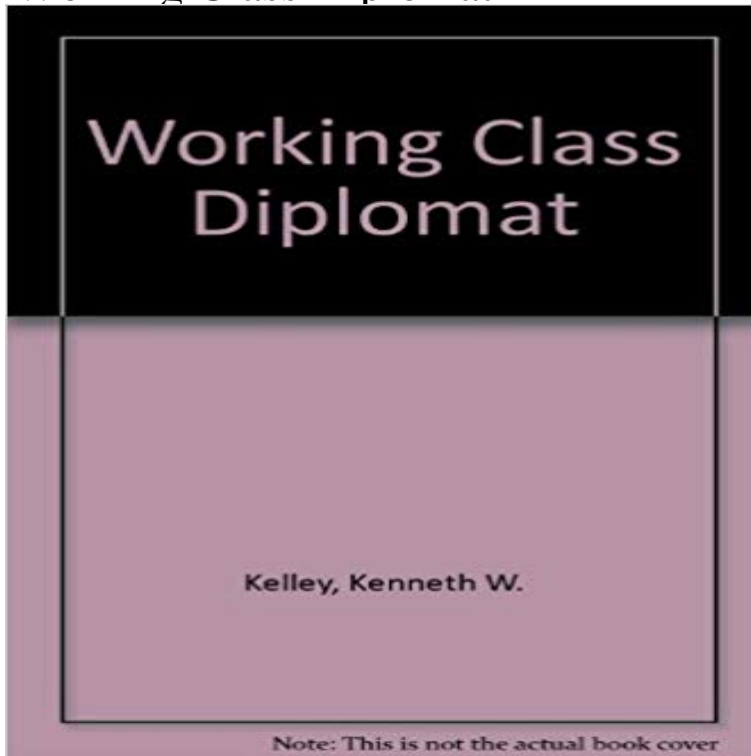 Working Class
Diplomat
Kelley, Kenneth W.
Note: This is not the actual book cover